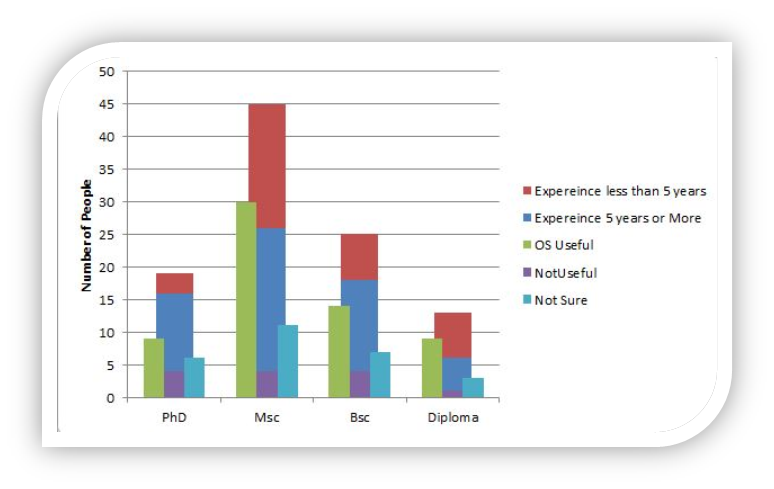 50
45
40
35
30
25
20
15
10
5
0
Number of People
PhD
Msc
Bsc
Diploma
Expereince less than 5 years
Expereince 5 years or More
OS Useful
NotUseful
Not Sure